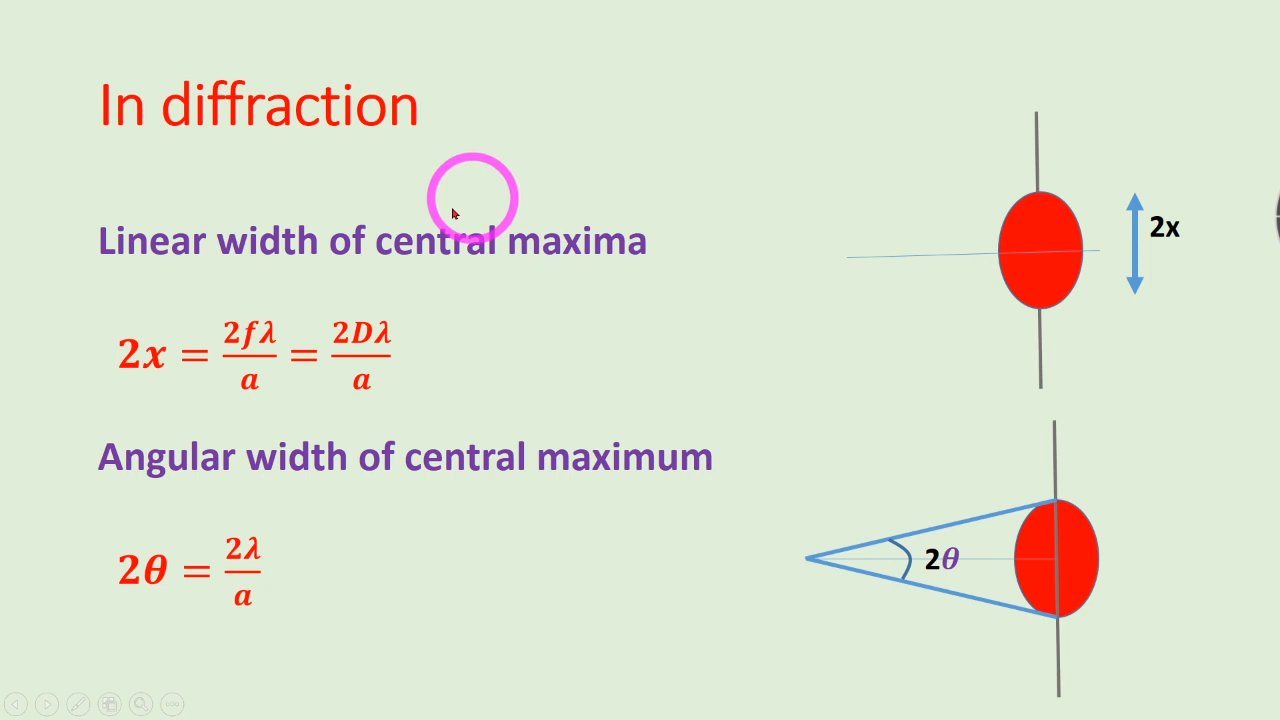 In diffraction
Linear width of central maxima
2x = 2fλ/a = 2Dλ/a
Angular width of central maximum
2θ = 2λ/a
2x
2θ